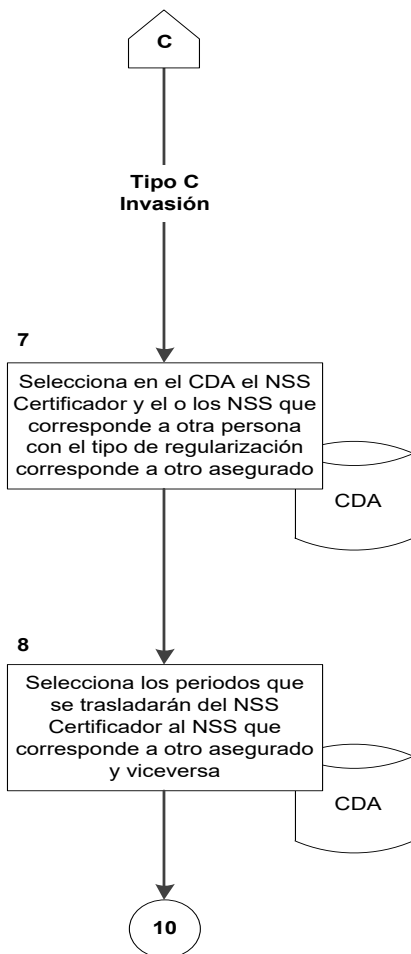 C
Tipo C
Invasión
7
Selecciona en el CDA el NSS
Certificador y el o los NSS que
corresponde a otra persona
con el tipo de regularización
corresponde a otro asegurado
CDA
8
Selecciona los periodos que
se trasladarán del NSS
Certificador al NSS que
corresponde a otro asegurado
y viceversa
CDA
10